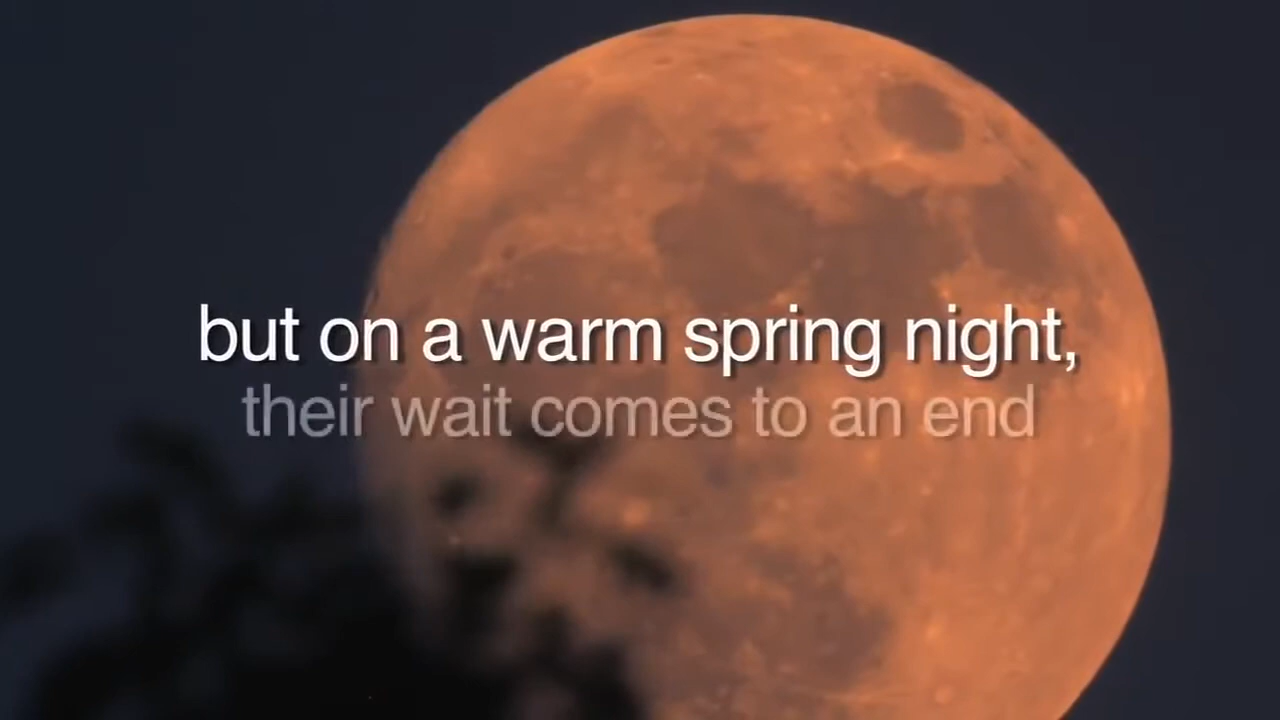 but on a warm spring night,
their wait comes to an end